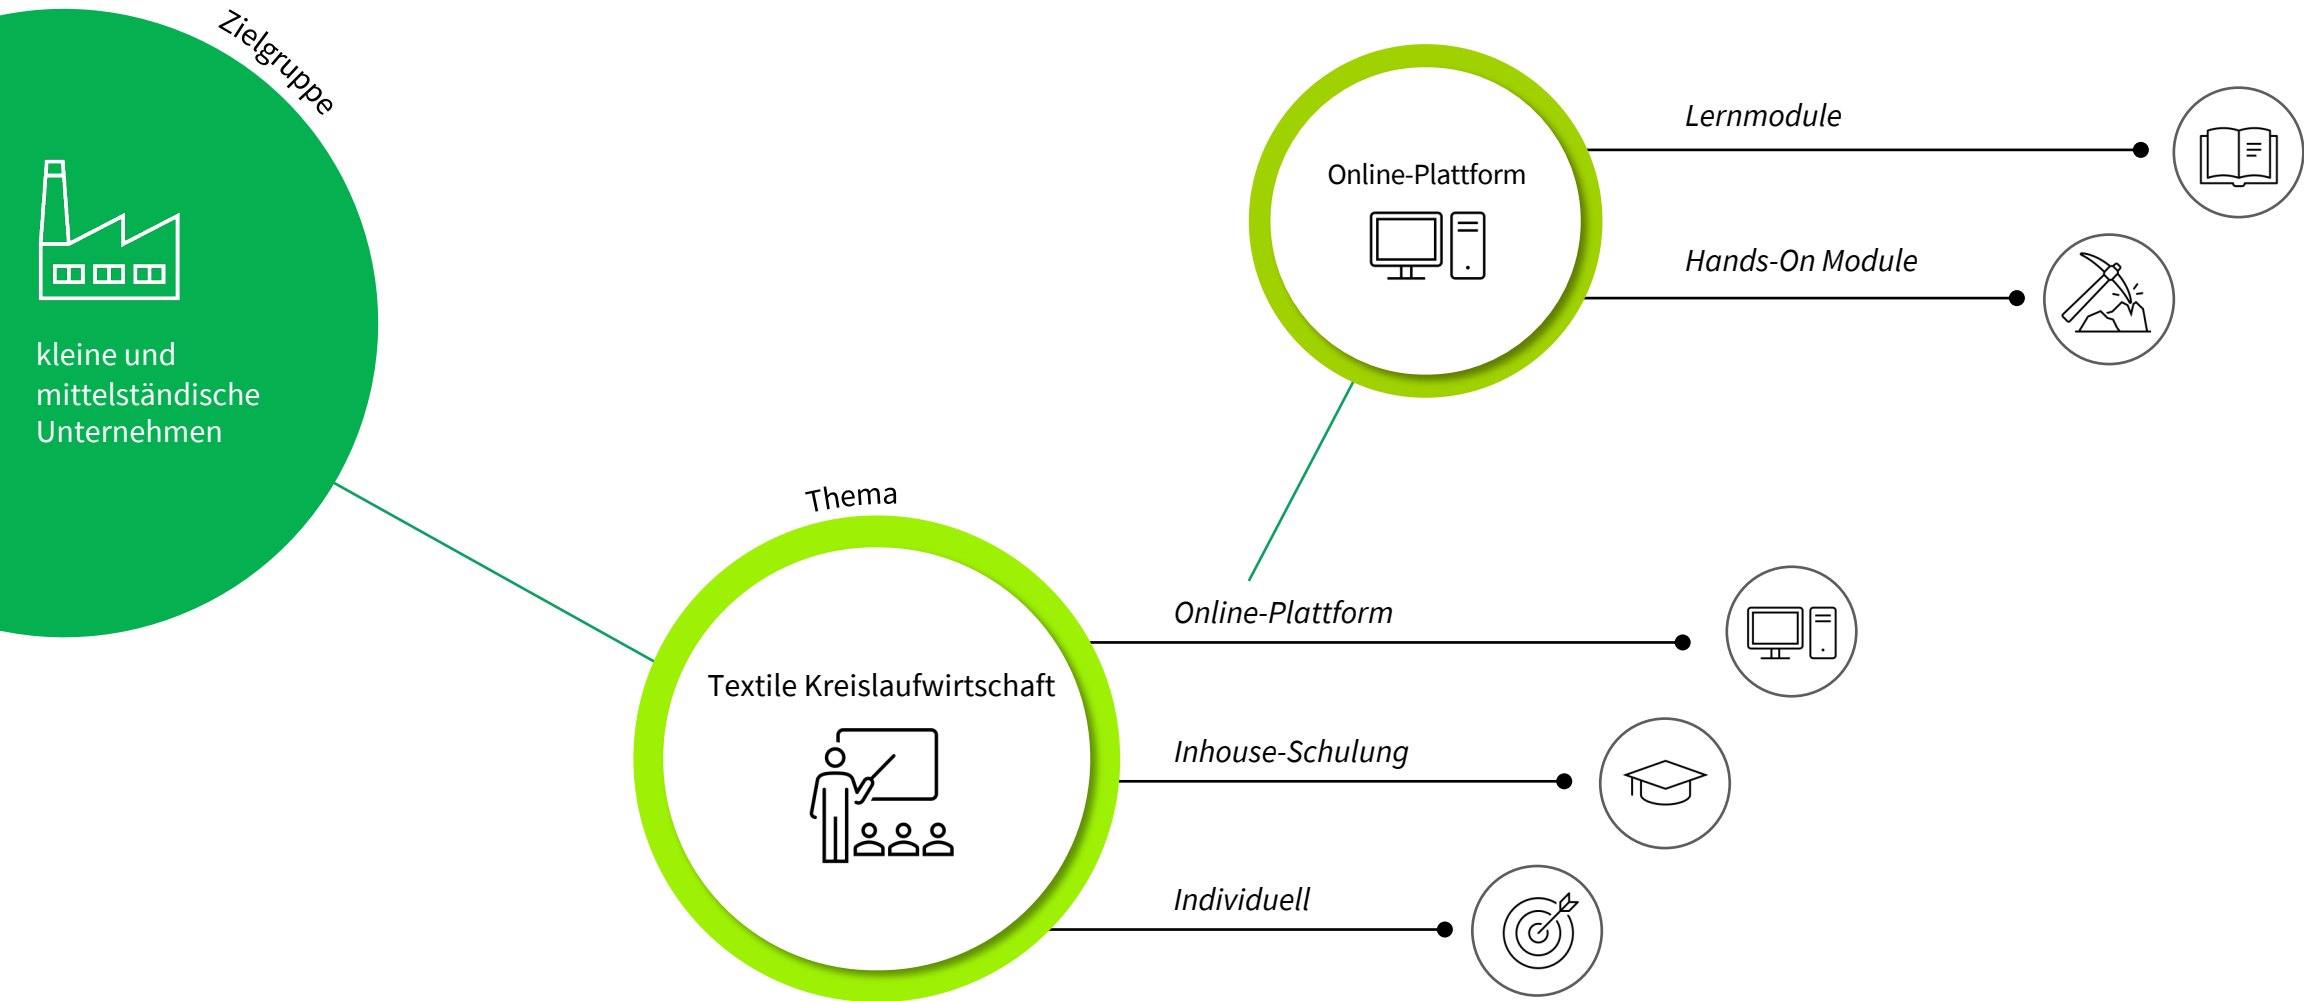 Zielgruppe
kleine und
mittelständische
Unternehmen
Thema
Textile Kreislaufwirtschaft
Online-Plattform
Lernmodule
Hands-On Module
Online-Plattform
Inhouse-Schulung
Individuell